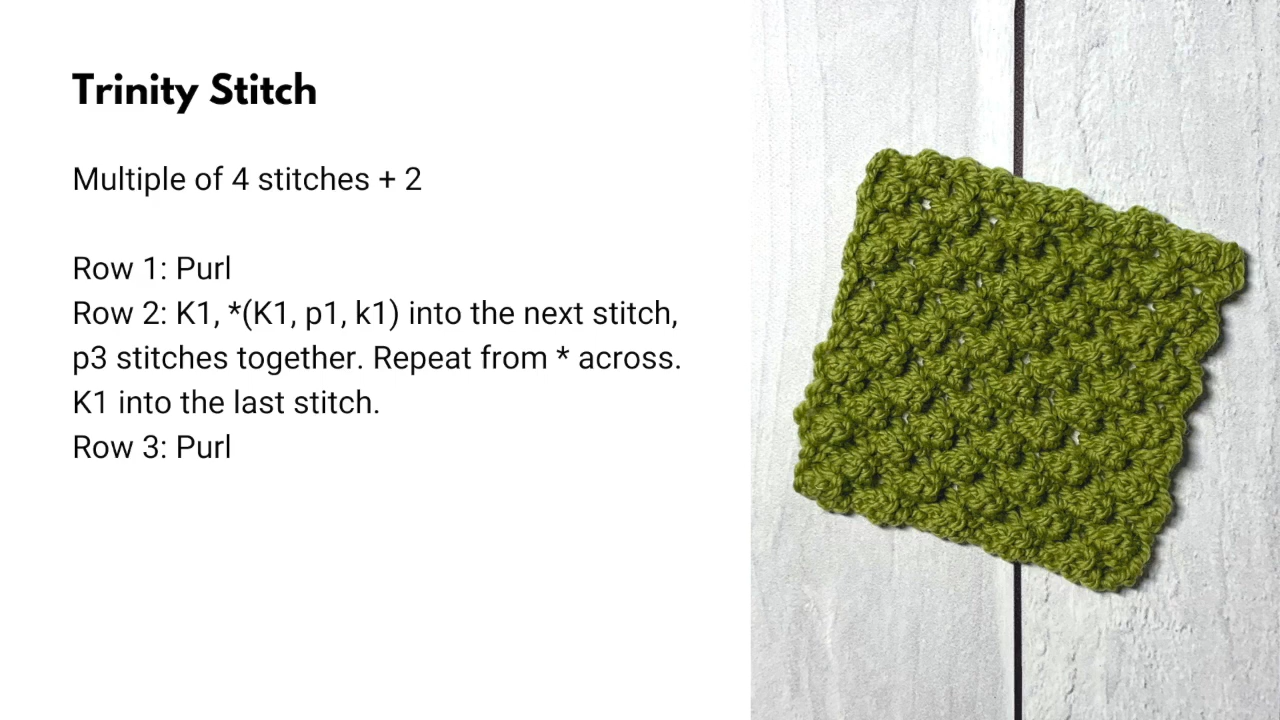 Trinity Stitch
Multiple of 4 stitches + 2
Row 1: Purl
Row 2: K1, *(K1, p1, k1) into the next stitch,
p3 stitches together. Repeat from * across.
K1 into the last stitch.
Row 3: Purl